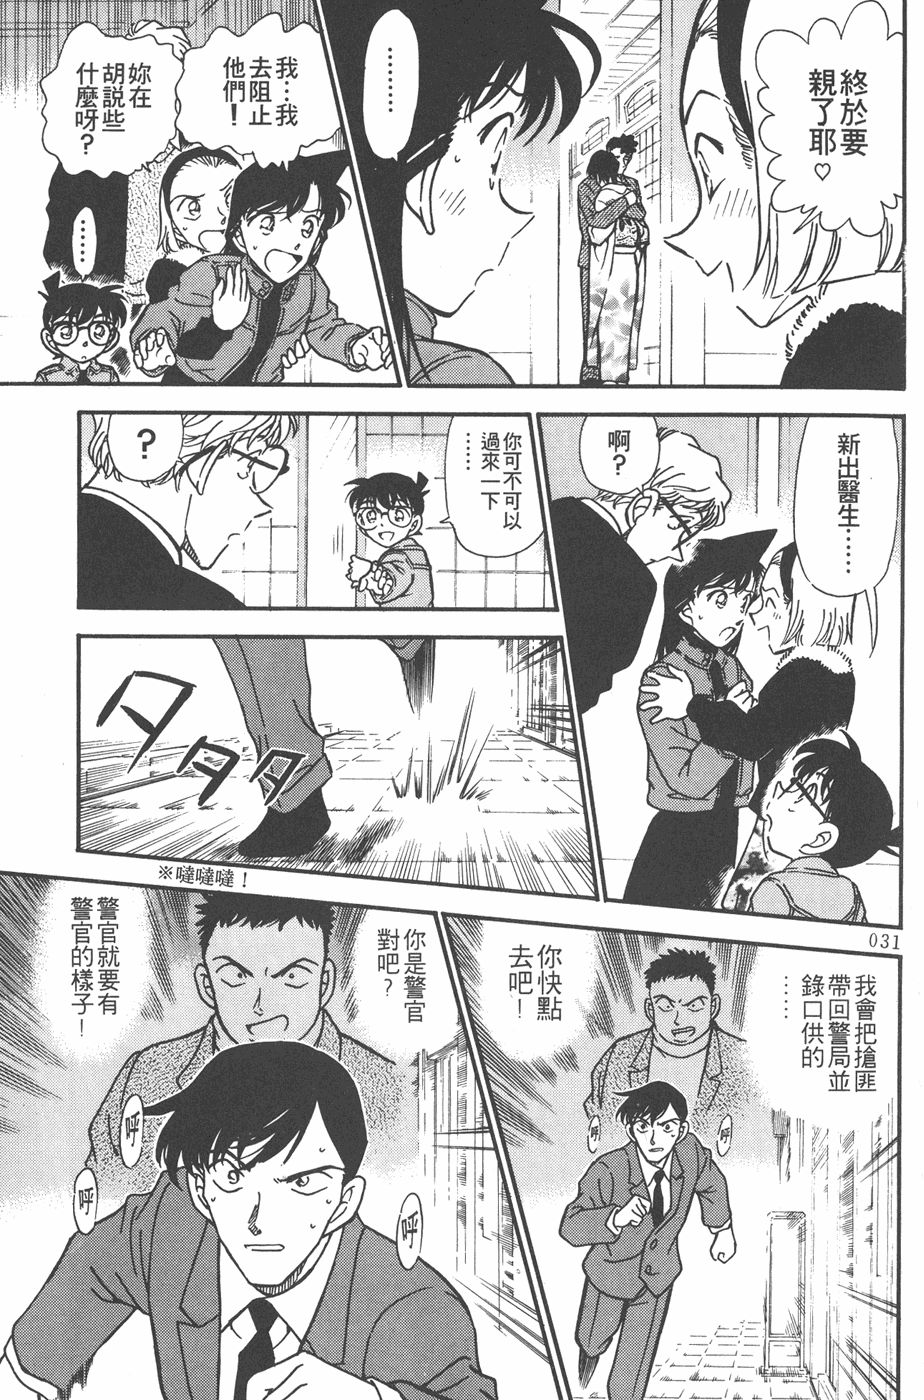 終於要
親了耶♡
………
我…我
去阻止
他們！
妳在
胡説些
什麼呀？
……
新出醫生……
啊？
你可不可以
過來一下
……
？
タタタタ
※噠噠噠！
031
我會把搶匪
帶回警局並
錄口供的
……
你快點
去吧！
呼
呼
你是警官
對吧？
警官就要有
警官的樣子！
呼
呼
呼